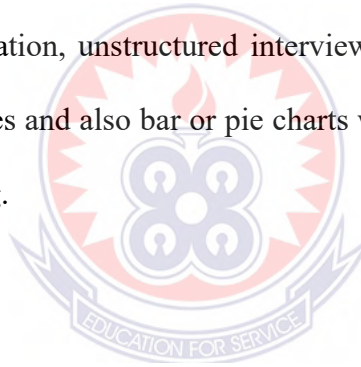 ation, unstructured interview
es and also bar or pie charts
.
EDUCATION FOR SERVICE